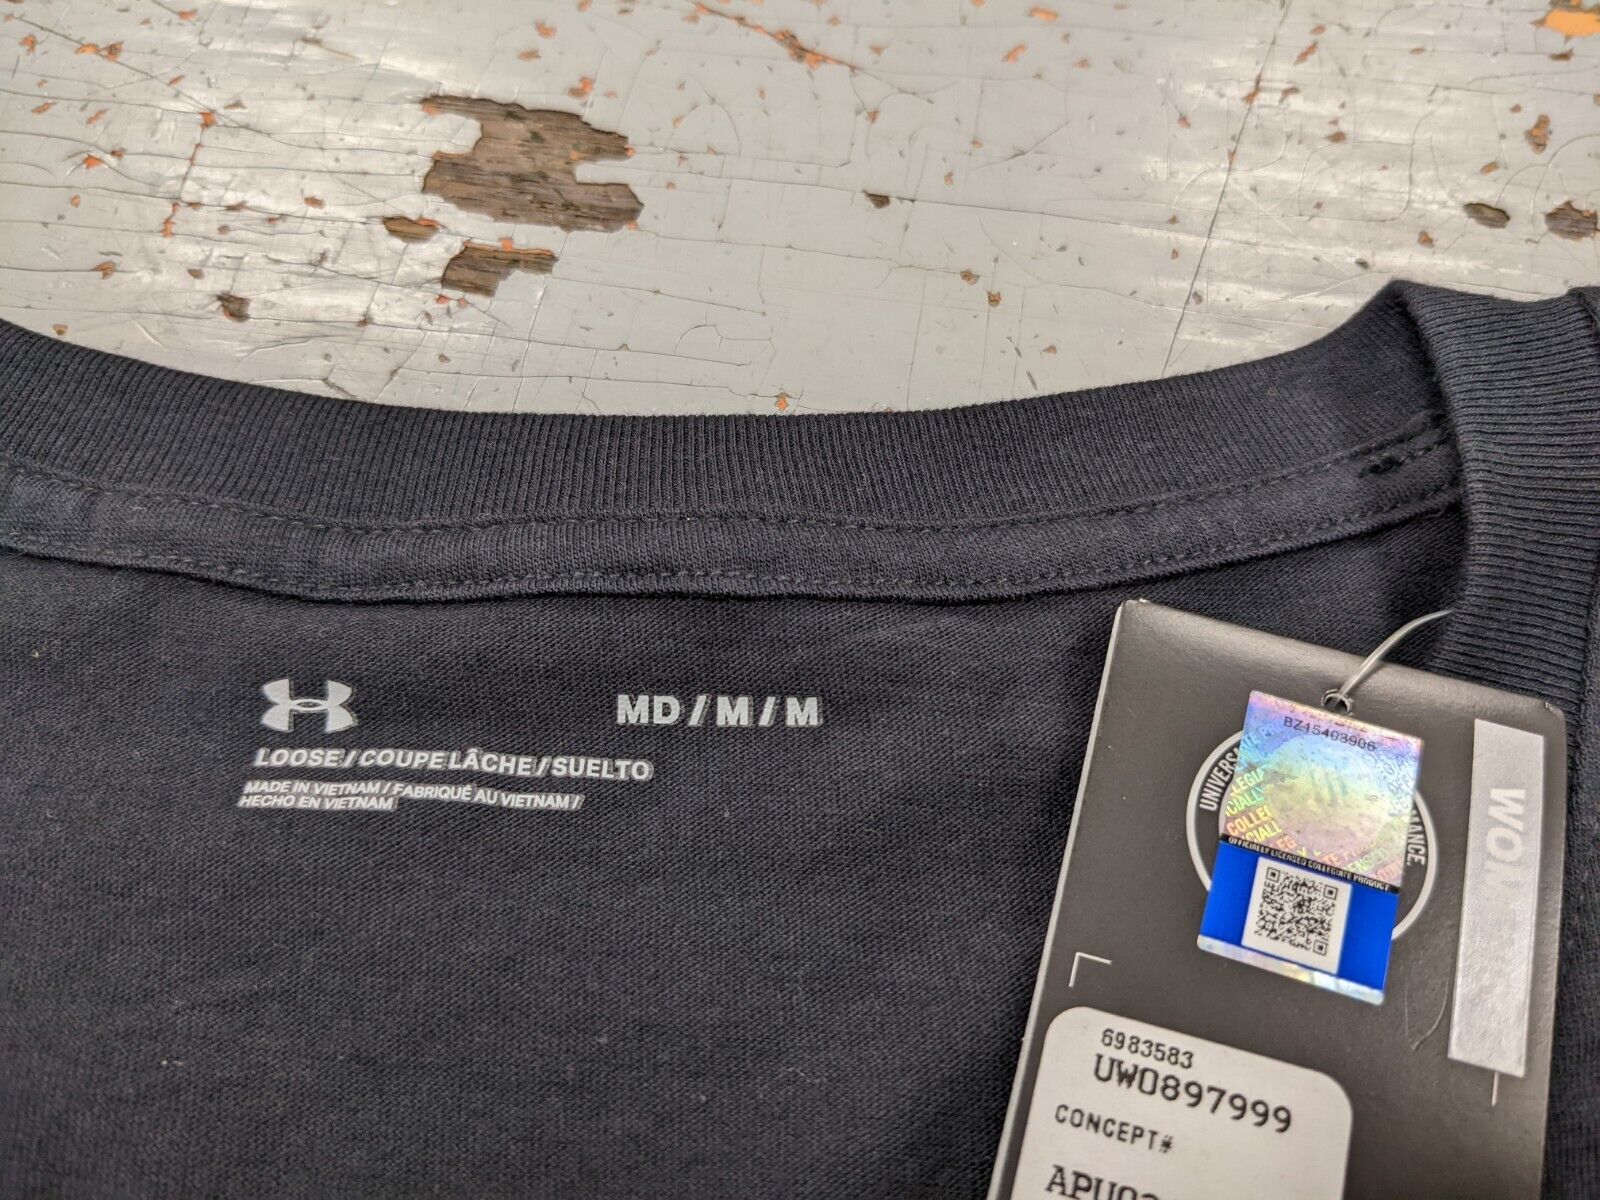 MD / M / M
LOOSE / COUPE LÂCHE / SUELTO
MADE IN VIETNAM / FABRIQUÉ AU VIETNAM /
HECHO EN VIETNAM
BZ15403906
OFFICIALLY LICENSED COLLEGIATE PRODUCT
6983583
UW0897999
CONCEPT#